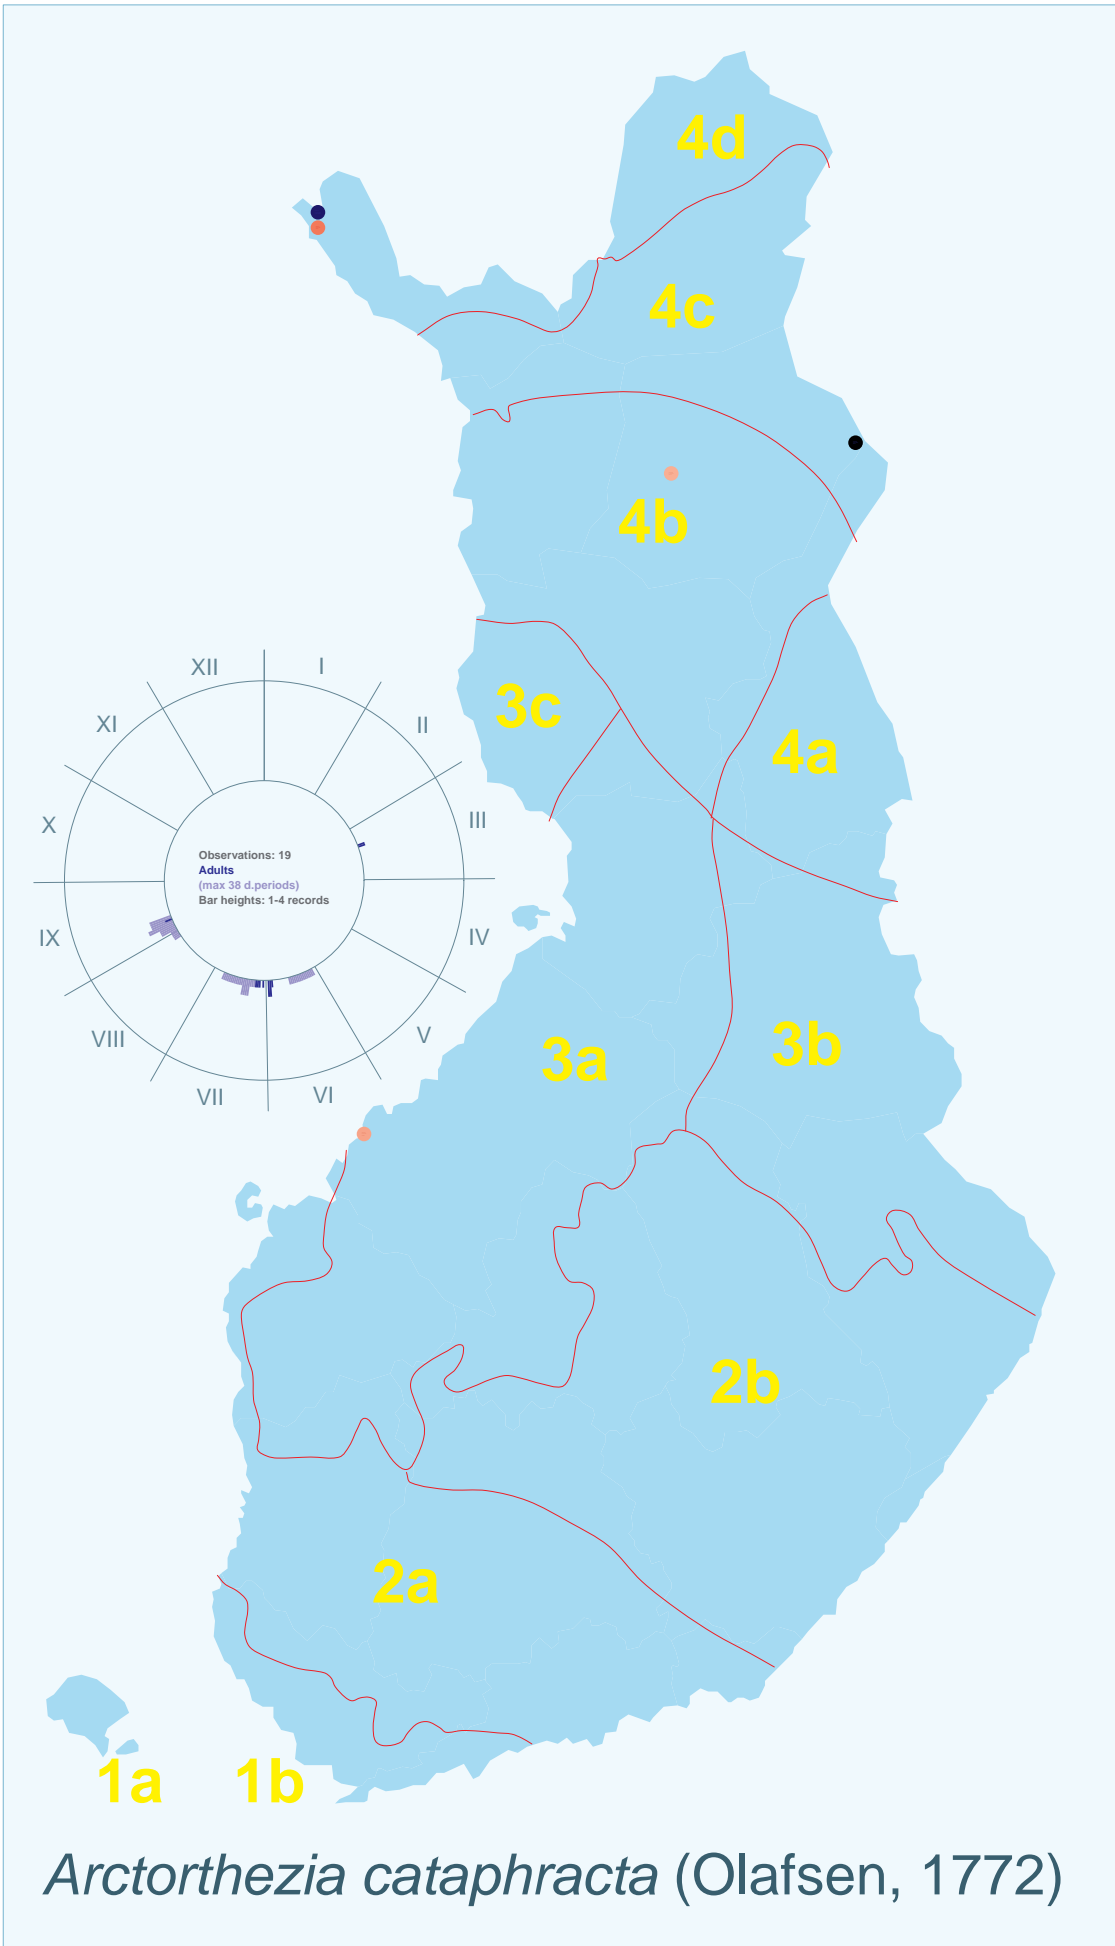 4d
4c
4b
XII
I
XI
II
3c
4a
X
III
Observations: 19
Adults
(max 38 d.periods)
Bar heights: 1-4 records
IX
IV
VIII
V
VII
VI
3a
3b
2b
2a
1a
1b
Arctorthezia cataphracta (Olafsen, 1772)